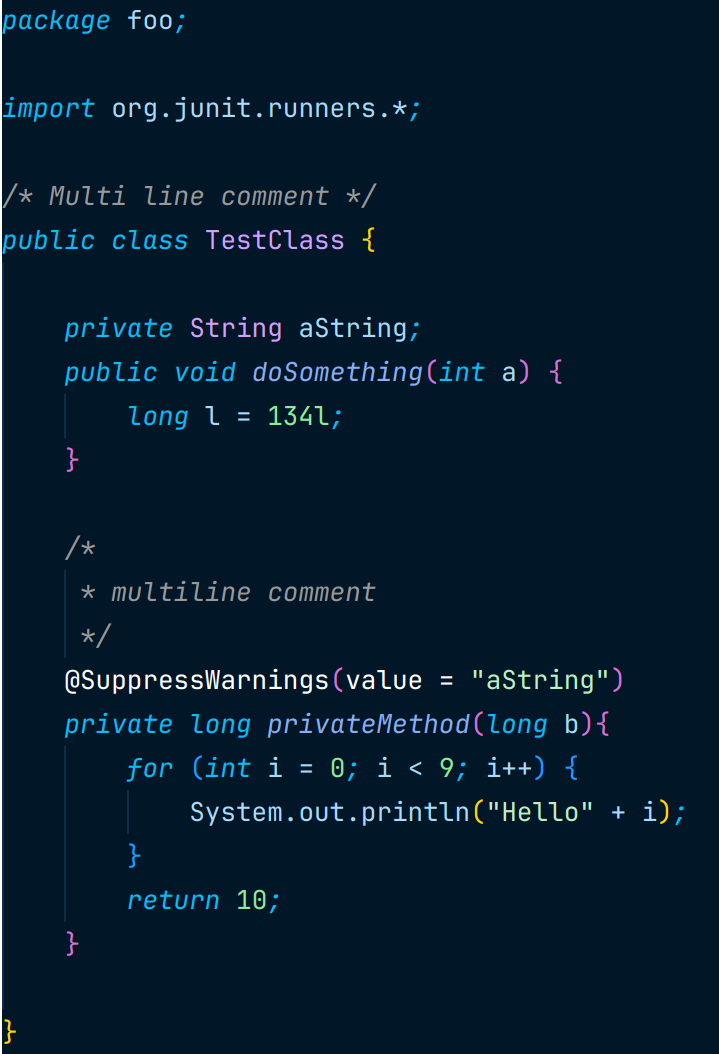 package foo;
import org.junit.runners.*;
/* Multi line comment */
public class TestClass {
    private String aString;
    public void doSomething(int a) {
        long l = 134l;
    }
    /*
     * multiline comment
     */
    @SuppressWarnings(value = "aString")
    private long privateMethod(long b){
        for (int i = 0; i < 9; i++) {
            System.out.println("Hello" + i);
        }
        return 10;
    }
}